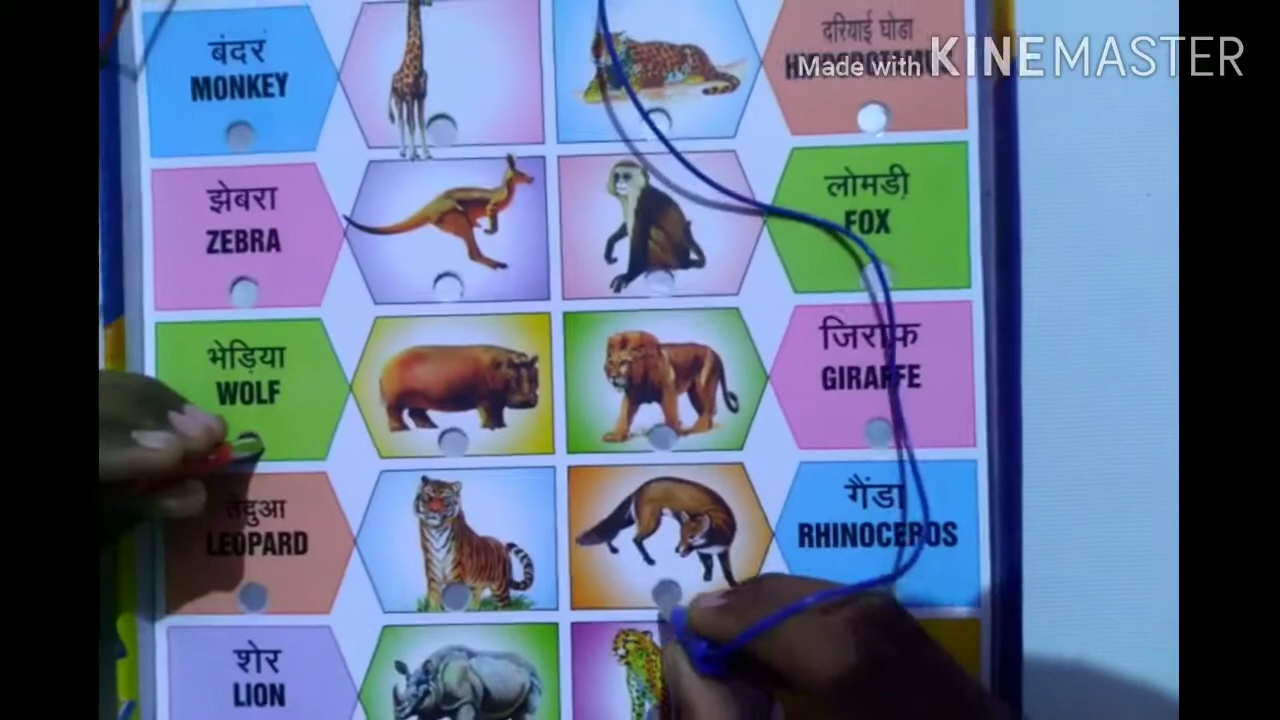 बंदर
MONKEY
दरियाई घोडा
Made with KINEMASTER
झेबरा
ZEBRA
लोमडी
FOX
भेड़िया
WOLF
जिराफ
GIRAFFE
तेंदुआ
LEOPARD
गैंडा
RHINOCEROS
शेर
LION